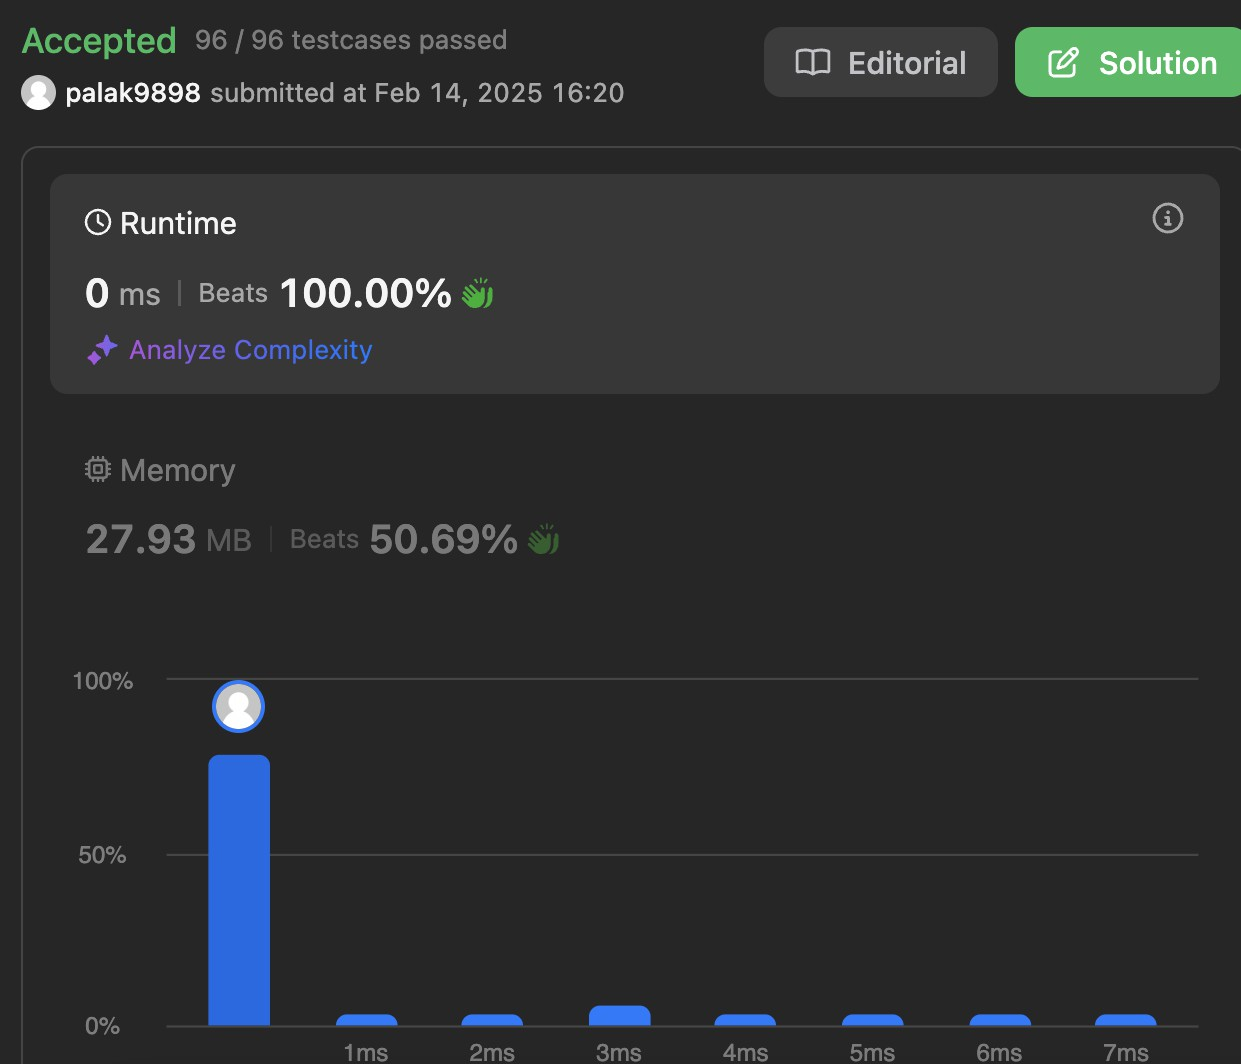 Accepted 96 / 96 testcases passed
palak9898 submitted at Feb 14, 2025 16:20
Editorial
Solution
Runtime
0 ms | Beats 100.00%
Analyze Complexity
Memory
27.93 MB | Beats 50.69%
100%
50%
0%
1ms 2ms 3ms 4ms 5ms 6ms 7ms